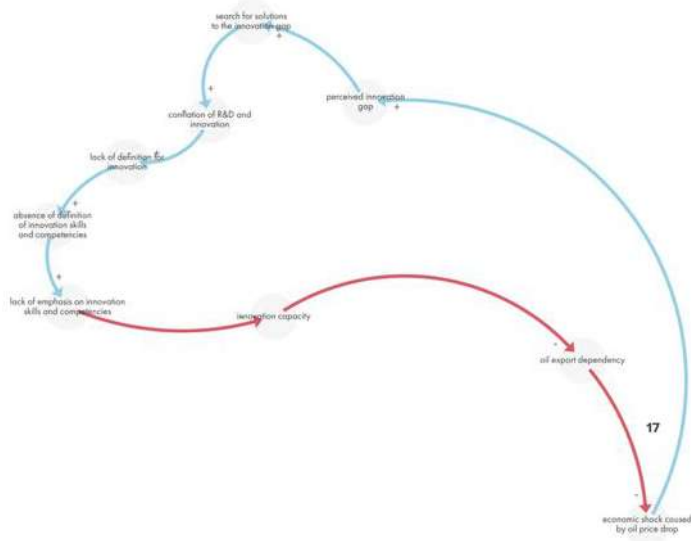 search for solutions
to the innovation gap
+
+
perceived innovation
gap
+
conflation of R&D and
innovation
lack of definition for
innovation
+
+
absence of definition
of innovation skills
and competencies
+
lack of emphasis on innovation
skills and competencies
innovation capacity
-
oil export dependency
-
17
-
economic shock caused
by oil price drop